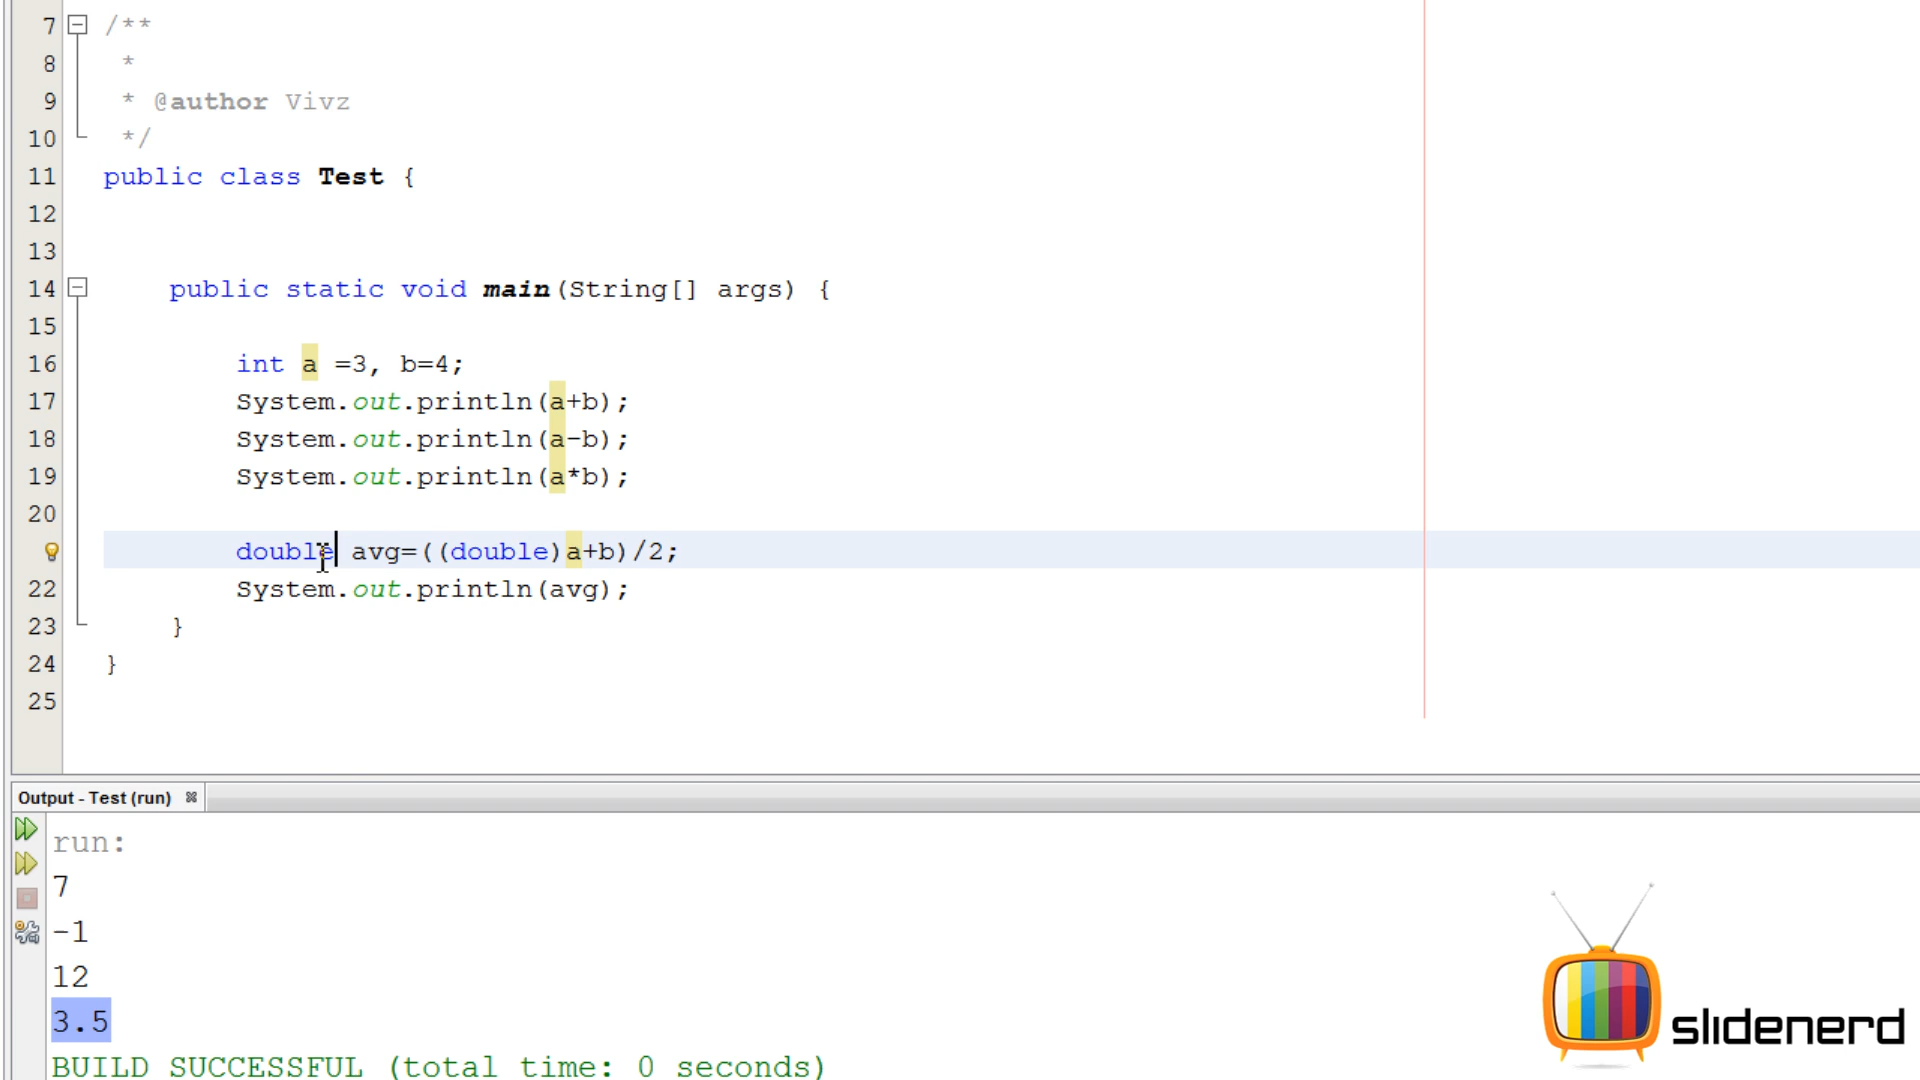 7 /**
8 *
9 * @author Vivz
10 */
11 public class Test {
12
13
14 public static void main(String[] args) {
15
16 int a =3, b=4;
17 System.out.println(a+b);
18 System.out.println(a-b);
19 System.out.println(a*b);
20
double avg=((double)a+b)/2;
22 System.out.println(avg);
23 }
24 }
25
Output - Test (run)
run:
7
-1
12
3.5
BUILD SUCCESSFUL (total time: 0 seconds)
slidenerd